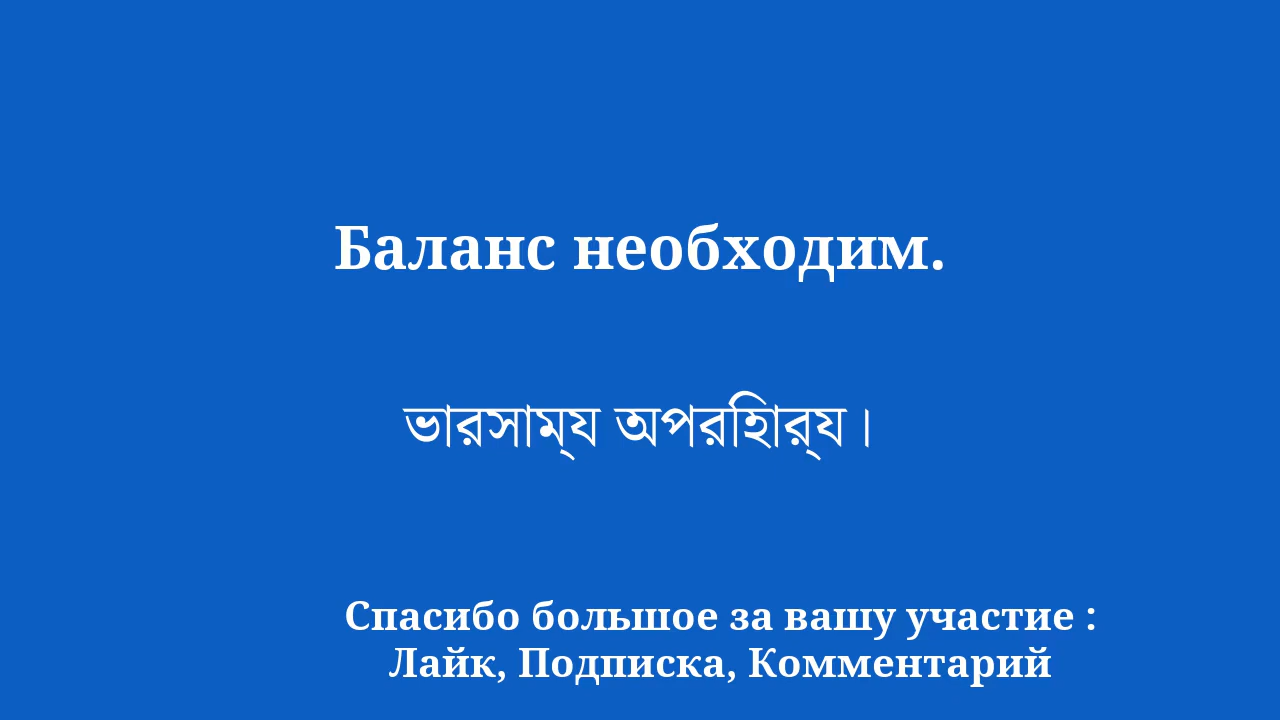 Баланс необходим.
ভারসাম্য অপরিহার্য।
Спасибо большое за вашу участие :
Лайк, Подписка, Комментарий